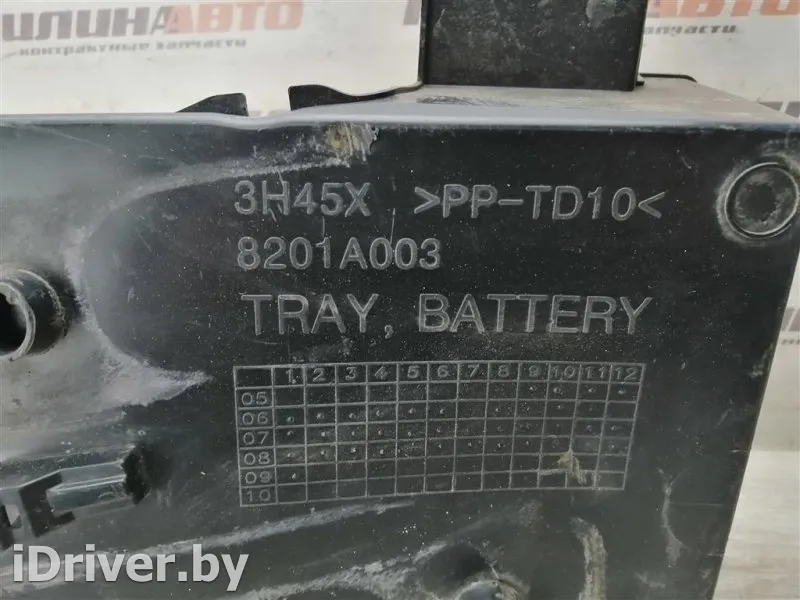 ИЛИНАВТО
контрактные запчасти
3H45X >PP-TD10<
8201A003
TRAY, BATTERY
1 2 3 4 5 6 7 8 9 10 11 12
05
06
07
08
09
10
iDriver.by